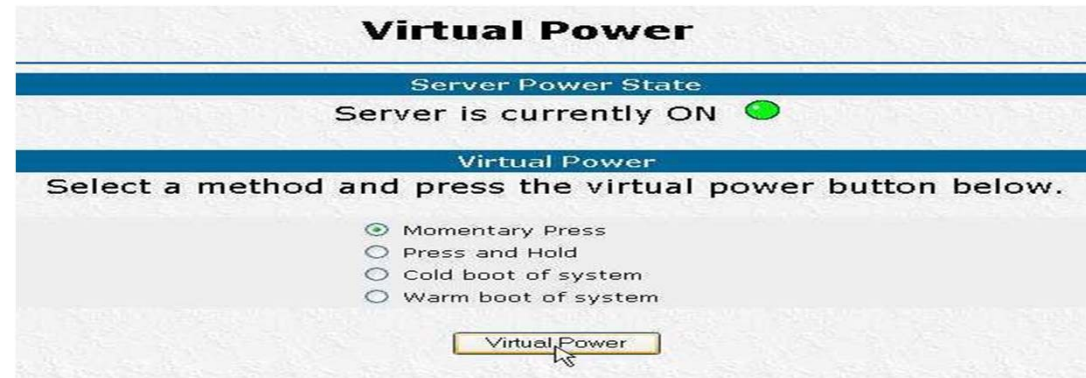 Virtual Power
Server Power State
Server is currently ON
Virtual Power
Select a method and press the virtual power button below.
Momentary Press
Press and Hold
Cold boot of system
Warm boot of system
Virtual Power